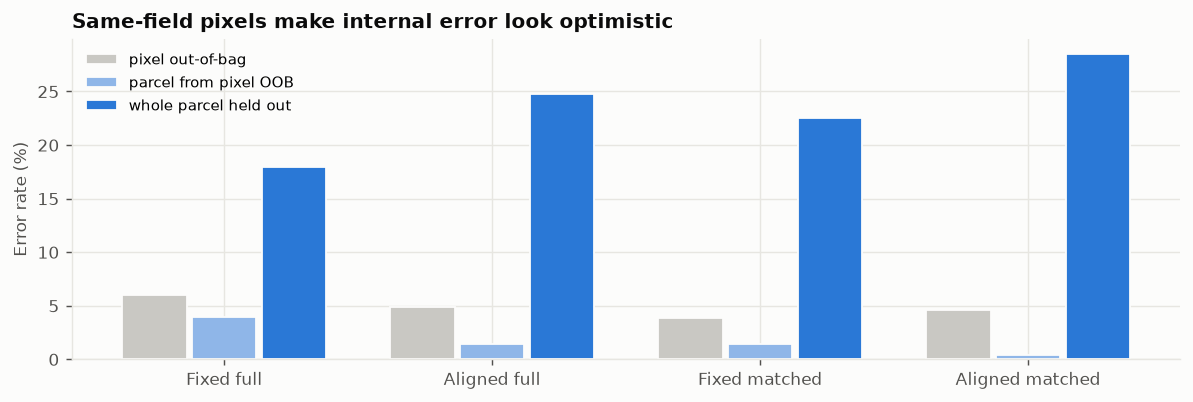 Same-field pixels make internal error look optimistic
pixel out-of-bag
parcel from pixel OOB
whole parcel held out
Error rate (%)
25
20
15
10
5
0
Fixed full
Aligned full
Fixed matched
Aligned matched